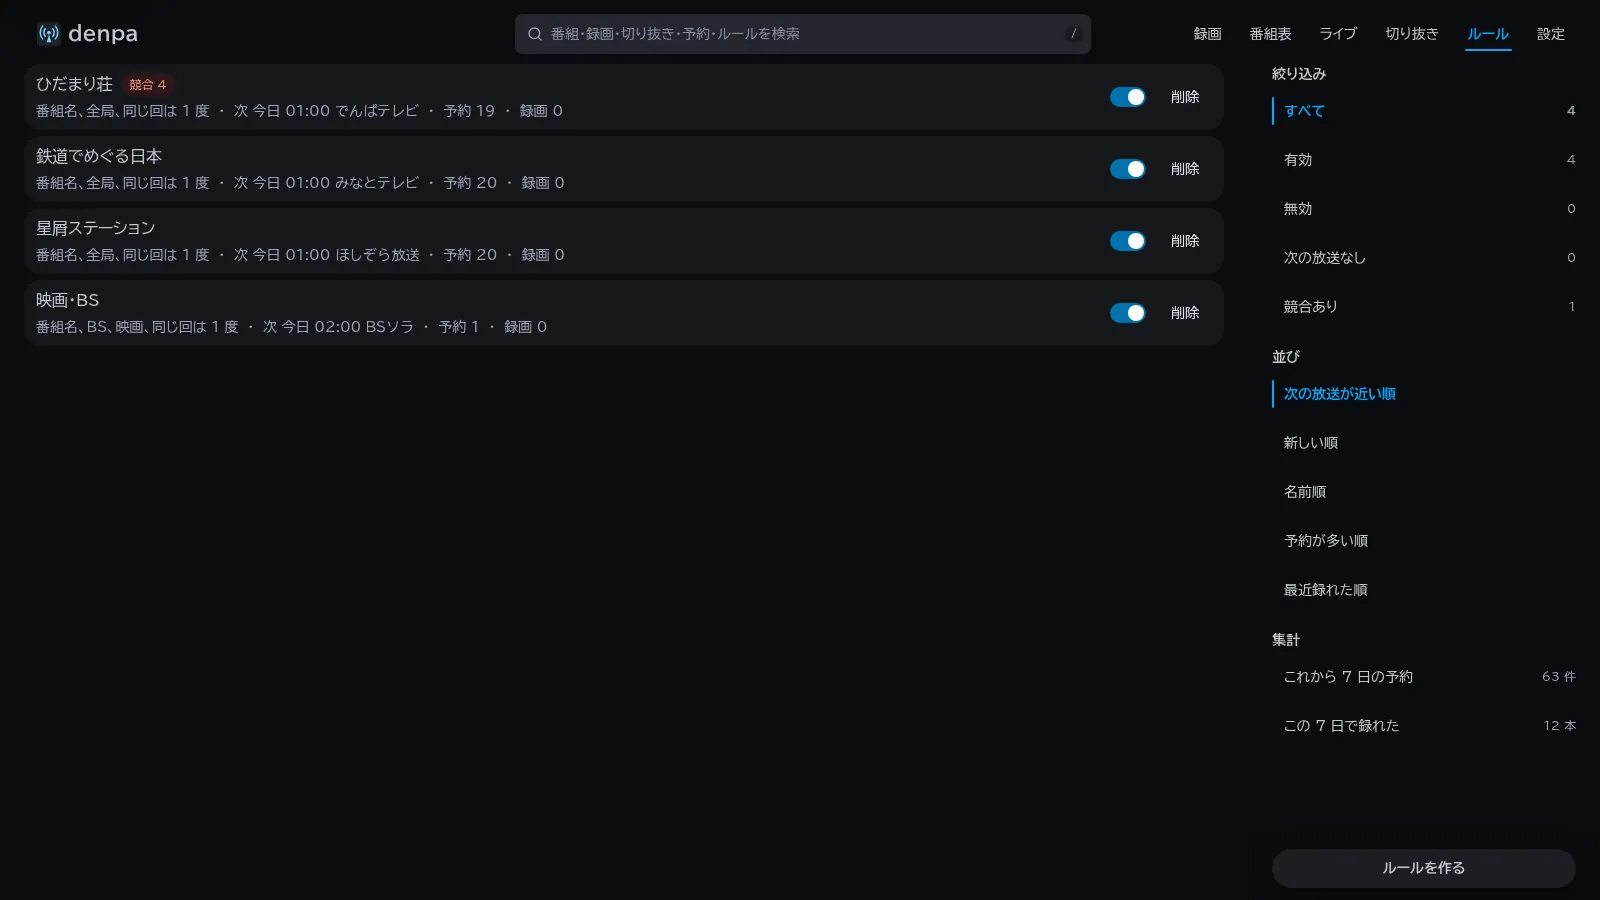 denpa
番組・録画・切り抜き・予約・ルールを検索 /
録画 番組表 ライブ 切り抜き ルール 設定
ひだまり荘 競合 4
番組名、全局、同じ回は 1 度 ・ 次 今日 01:00 でんぱテレビ ・ 予約 19 ・ 録画 0
削除
鉄道でめぐる日本
番組名、全局、同じ回は 1 度 ・ 次 今日 01:00 みなとテレビ ・ 予約 20 ・ 録画 0
削除
星屑ステーション
番組名、全局、同じ回は 1 度 ・ 次 今日 01:00 ほしぞら放送 ・ 予約 20 ・ 録画 0
削除
映画・BS
番組名、BS、映画、同じ回は 1 度 ・ 次 今日 02:00 BSソラ ・ 予約 1 ・ 録画 0
削除
絞り込み
すべて 4
有効 4
無効 0
次の放送なし 0
競合あり 1
並び
次の放送が近い順
新しい順
名前順
予約が多い順
最近録れた順
集計
これから 7 日の予約 63 件
この 7 日で録れた 12 本
ルールを作る